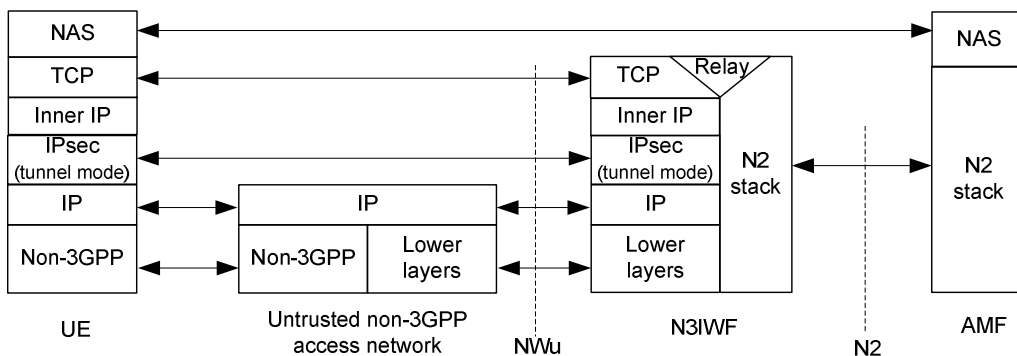 NAS
NAS
TCP
TCP
Relay
Inner IP
Inner IP
IPsec
(tunnel mode)
IPsec
(tunnel mode)
N2
stack
N2
stack
IP
IP
IP
Non-3GPP
Non-3GPP
Lower
layers
Lower
layers
UE
Untrusted non-3GPP
access network
NWu
N3IWF
N2
AMF